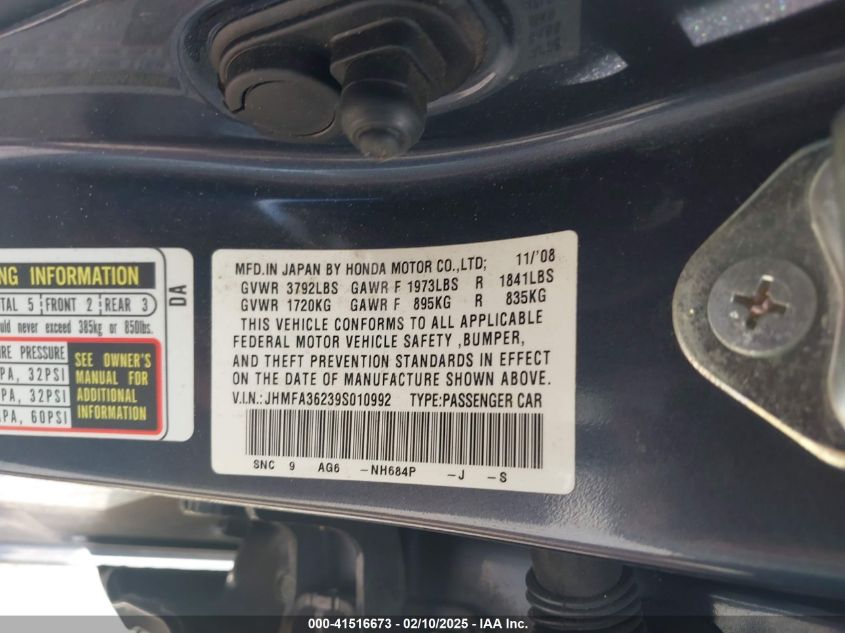 NG INFORMATION
TAL 5 FRONT 2 REAR 3
uld never exceed 385kg or 850lbs.
RE PRESSURE
PA, 32PSI
PA, 32PSI
APA, 60PSI
SEE OWNER'S
MANUAL FOR
ADDITIONAL
INFORMATION
DA
MFD.IN JAPAN BY HONDA MOTOR CO.,LTD; 11/'08
GVWR 3792LBS GAWR F 1973LBS R 1841LBS
GVWR 1720KG GAWR F 895KG R 835KG
THIS VEHICLE CONFORMS TO ALL APPLICABLE
FEDERAL MOTOR VEHICLE SAFETY ,BUMPER,
AND THEFT PREVENTION STANDARDS IN EFFECT
ON THE DATE OF MANUFACTURE SHOWN ABOVE.
V.I.N.: JHMFA36239S010992 TYPE:PASSENGER CAR
SNC 9 AG6 -NH684P -J -S
000-41516673 - 02/10/2025 - IAA Inc.